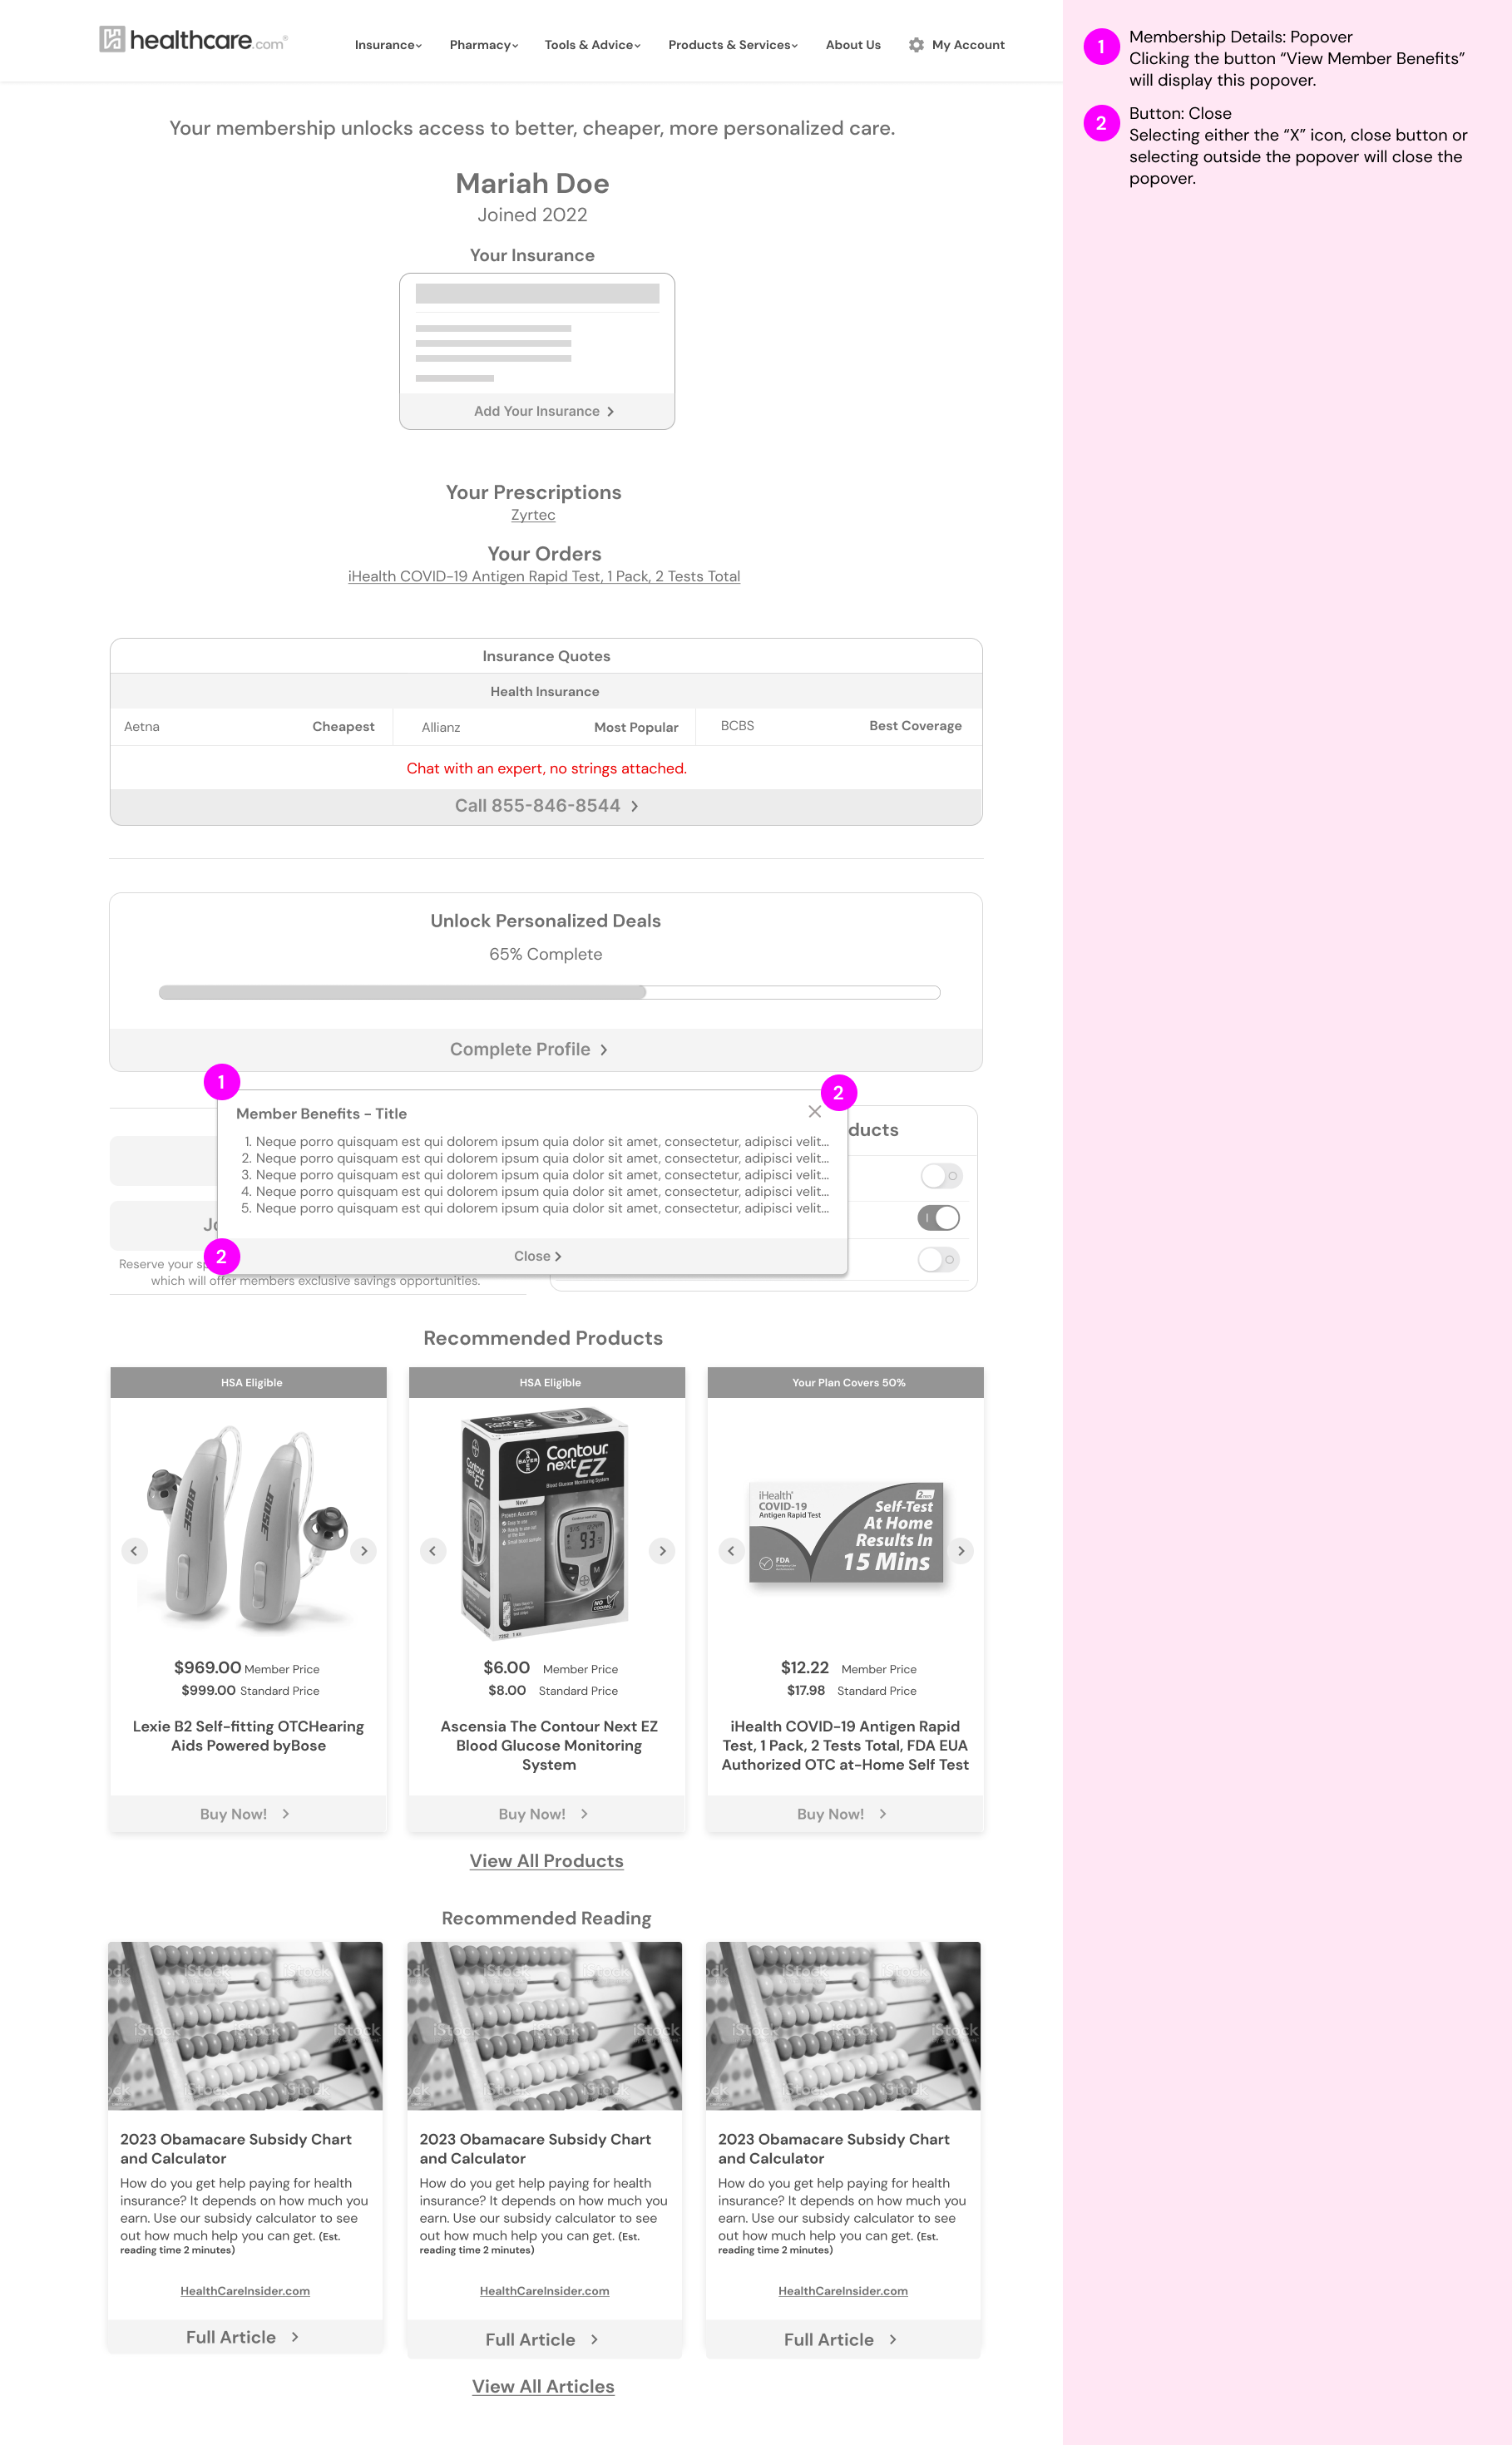 healthcare.com®
Insurance
Pharmacy
Tools & Advice
Products & Services
About Us
My Account
Your membership unlocks access to better, cheaper, more personalized care.
Mariah Doe
Joined 2022
Your Insurance
Add Your Insurance
Your Prescriptions
Zyrtec
Your Orders
iHealth COVID-19 Antigen Rapid Test, 1 Pack, 2 Tests Total
Insurance Quotes
Health Insurance
Aetna Cheapest
Allianz Most Popular
BCBS Best Coverage
Chat with an expert, no strings attached.
Call 855-846-8544
Unlock Personalized Deals
65% Complete
Complete Profile
1
2
Member Benefits - Title
1. Neque porro quisquam est qui dolorem ipsum quia dolor sit amet, consectetur, adipisci velit...
2. Neque porro quisquam est qui dolorem ipsum quia dolor sit amet, consectetur, adipisci velit...
3. Neque porro quisquam est qui dolorem ipsum quia dolor sit amet, consectetur, adipisci velit...
4. Neque porro quisquam est qui dolorem ipsum quia dolor sit amet, consectetur, adipisci velit...
5. Neque porro quisquam est qui dolorem ipsum quia dolor sit amet, consectetur, adipisci velit...
2
Close
ducts
Reserve your
which will offer members exclusive savings opportunities.
Recommended Products
HSA Eligible
BOSE
BOSE
$969.00 Member Price
$999.00 Standard Price
Lexie B2 Self-fitting OTCHearing
Aids Powered byBose
Buy Now!
HSA Eligible
Contour
next EZ
BAYER
Contour
next EZ
Blood Glucose Monitoring System
New!
Proven Accuracy
93
M
NO
CODING
$6.00 Member Price
$8.00 Standard Price
Ascensia The Contour Next EZ
Blood Glucose Monitoring
System
Buy Now!
Your Plan Covers 50%
iHealth®
COVID-19
Antigen Rapid Test
FDA
2
Self-Test
At Home
Results In
15 Mins
$12.22 Member Price
$17.98 Standard Price
iHealth COVID-19 Antigen Rapid
Test, 1 Pack, 2 Tests Total, FDA EUA
Authorized OTC at-Home Self Test
Buy Now!
View All Products
Recommended Reading
iStock
iStock
iStock
2023 Obamacare Subsidy Chart
and Calculator
How do you get help paying for health
insurance? It depends on how much you
earn. Use our subsidy calculator to see
out how much help you can get. (Est.
reading time 2 minutes)
HealthCareInsider.com
Full Article
2023 Obamacare Subsidy Chart
and Calculator
How do you get help paying for health
insurance? It depends on how much you
earn. Use our subsidy calculator to see
out how much help you can get. (Est.
reading time 2 minutes)
HealthCareInsider.com
Full Article
2023 Obamacare Subsidy Chart
and Calculator
How do you get help paying for health
insurance? It depends on how much you
earn. Use our subsidy calculator to see
out how much help you can get. (Est.
reading time 2 minutes)
HealthCareInsider.com
Full Article
View All Articles
1
Membership Details: Popover
Clicking the button “View Member Benefits”
will display this popover.
2
Button: Close
Selecting either the “X” icon, close button or
selecting outside the popover will close the
popover.